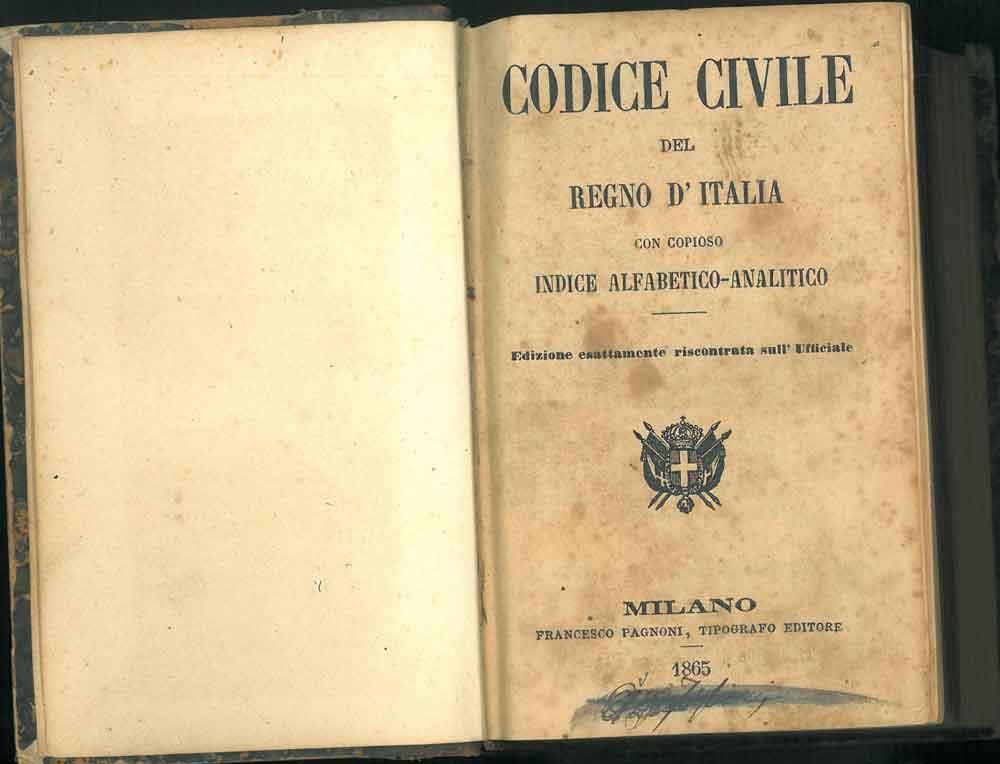 CODICE CIVILE
DEL
REGNO D'ITALIA
CON COPIOSO
INDICE ALFABETICO-ANALITICO
Edizione esattamente riscontrata sull' Ufficiale
MILANO
FRANCESCO PAGNONI, TIPOGRAFO EDITORE
1865